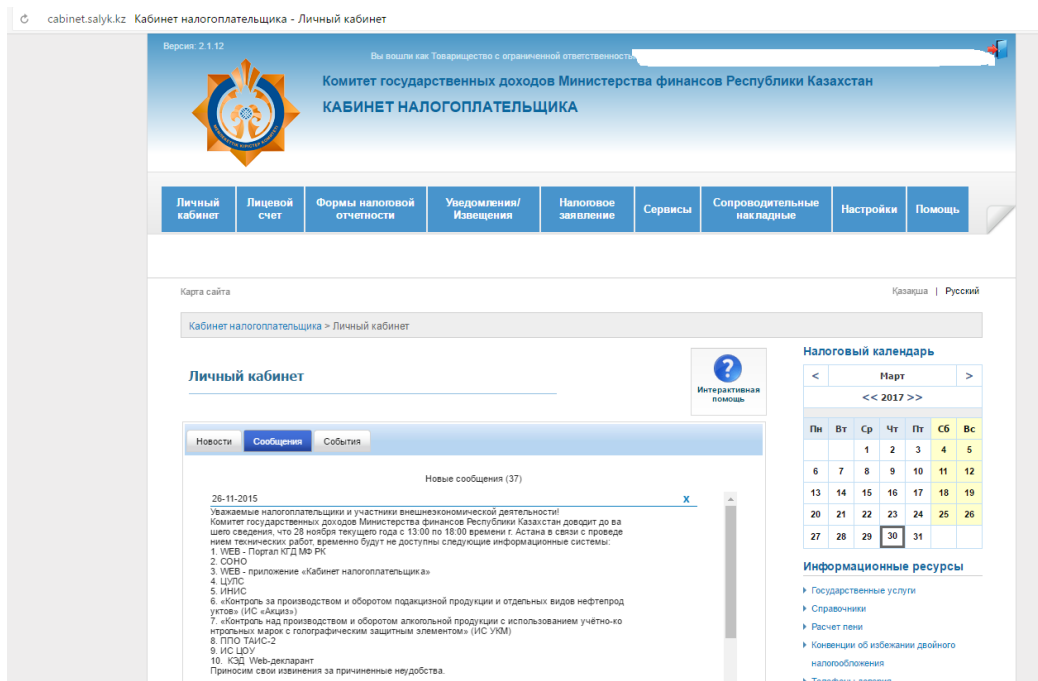 cabinet.salyk.kz Кабинет налогоплательщика - Личный кабинет
Версия: 2.1.12
Вы вошли как Товарищество с ограниченной ответственность
Комитет государственных доходов Министерства финансов Республики Казахстан
КАБИНЕТ НАЛОГОПЛАТЕЛЬЩИКА
Личный кабинет
Лицевой счет
Формы налоговой отчетности
Уведомления/ Извещения
Налоговое заявление
Сервисы
Сопроводительные накладные
Настройки
Помощь
Карта сайта
Қазақша | Русский
Кабинет налогоплательщика > Личный кабинет
Личный кабинет
Интерактивная
помощь
Новости Сообщения События
Новые сообщения (37)
26-11-2015 X
Уважаемые налогоплательщики и участники внешнеэкономической деятельности!
Комитет государственных доходов Министерства финансов Республики Казахстан доводит до ва
шего сведения, что 28 ноября текущего года с 13:00 по 18:00 времени г. Астана в связи с проведе
нием технических работ, временно будут не доступны следующие информационные системы:
1. WEB - Портал КГД МФ РК
2. СОНО
3. WEB - приложение «Кабинет налогоплательщика»
4. ЦУЛС
5. ИНИС
6. «Контроль за производством и оборотом подакцизной продукции и отдельных видов нефтепрод
уктов» (ИС «Акциз»)
7. «Контроль над производством и оборотом алкогольной продукции с использованием учётно-ко
нтрольных марок с голографическим защитным элементом» (ИС УКМ)
8. ППО ТАИС-2
9. ИС ЦОУ
10. КЭД Web-декларант
Приносим свои извинения за причиненные неудобства.
Налоговый календарь
< Март >
<< 2017 >>
Пн Вт Ср Чт Пт Сб Вс
1 2 3 4 5
6 7 8 9 10 11 12
13 14 15 16 17 18 19
20 21 22 23 24 25 26
27 28 29 30 31
Информационные ресурсы
Государственные услуги
Справочники
Расчет пени
Конвенции об избежании двойного
налогообложения